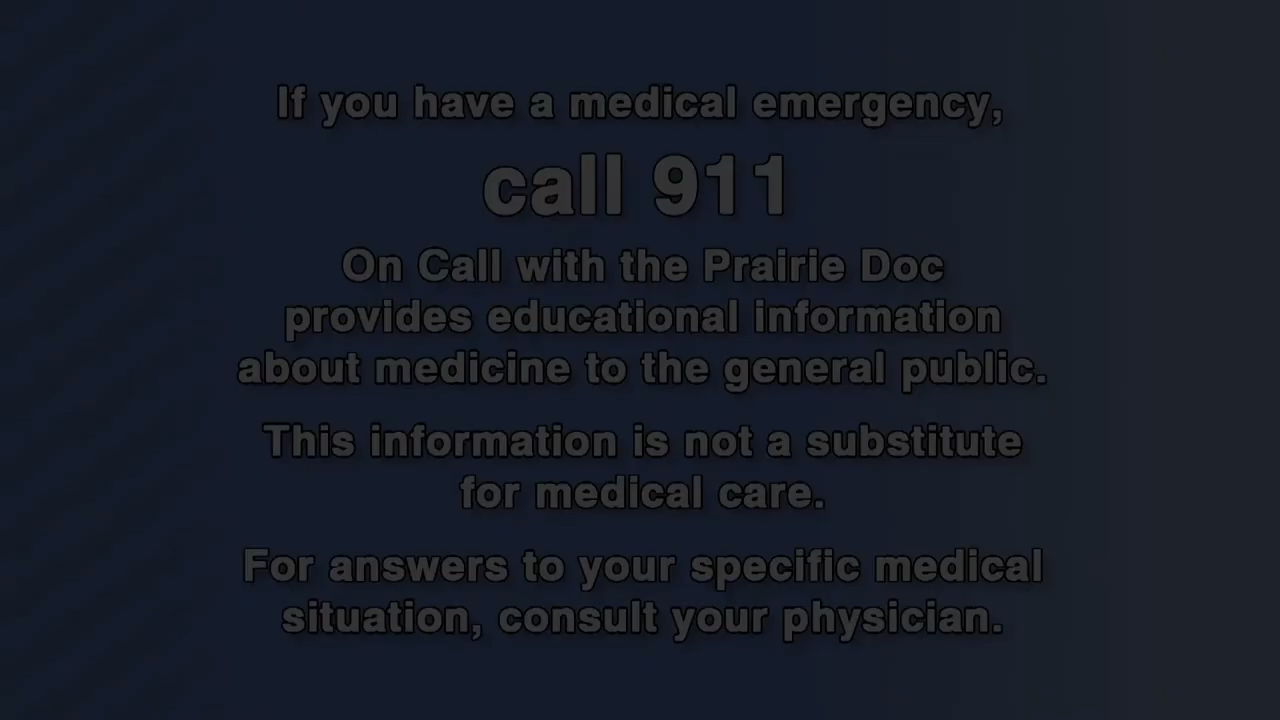 If you have a medical emergency,
call 911
On Call with the Prairie Doc
provides educational information
about medicine to the general public.
This information is not a substitute
for medical care.
For answers to your specific medical
situation, consult your physician.